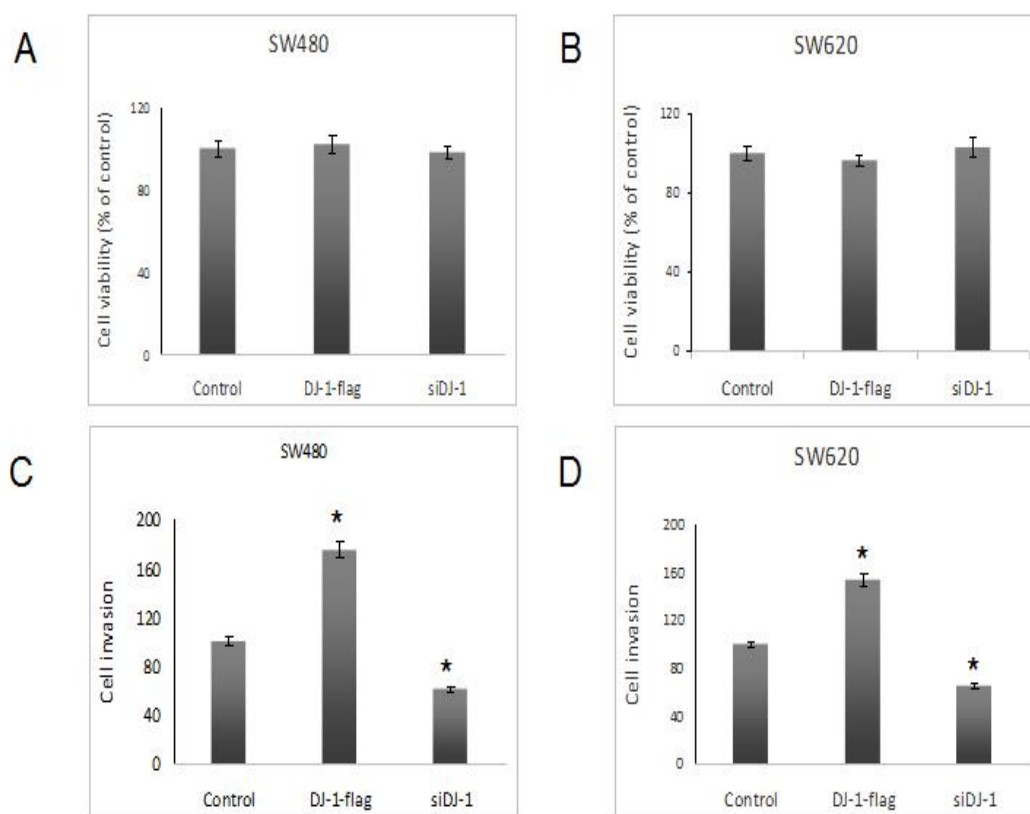 A
SW480
Cell viability (% of control)
120
80
40
0
Control DJ-1-flag siDJ-1
B
SW620
Cell viability (% of control)
120
80
40
0
Control DJ-1-flag siDJ-1
C
SW480
Cell invasion
200
160
120
80
40
0
*
*
Control DJ-1-flag siDJ-1
D
SW620
Cell invasion
200
160
120
80
40
0
*
*
Control DJ-1-flag siDJ-1